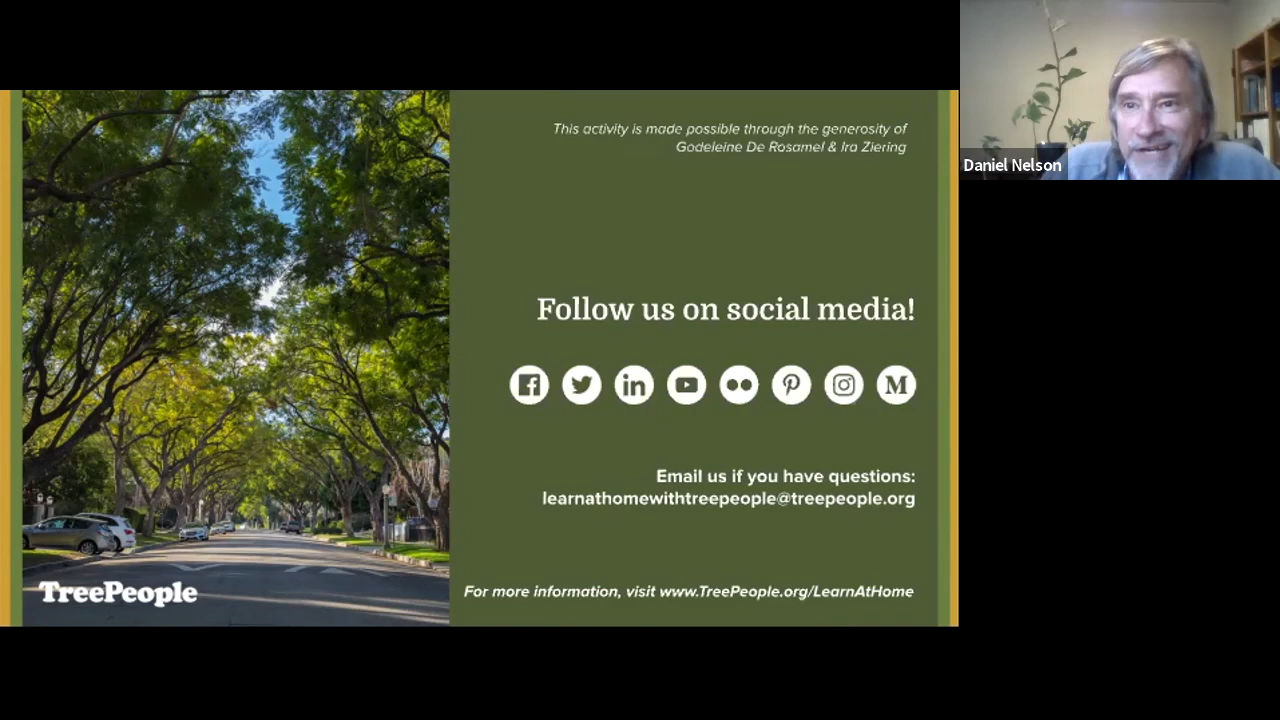 This activity is made possible through the generosity of
Godeleine De Rosamel & Ira Ziering
Daniel Nelson
Follow us on social media!
Email us if you have questions:
learnathomewithtreepeople@treepeople.org
TreePeople
For more information, visit www.TreePeople.org/LearnAtHome